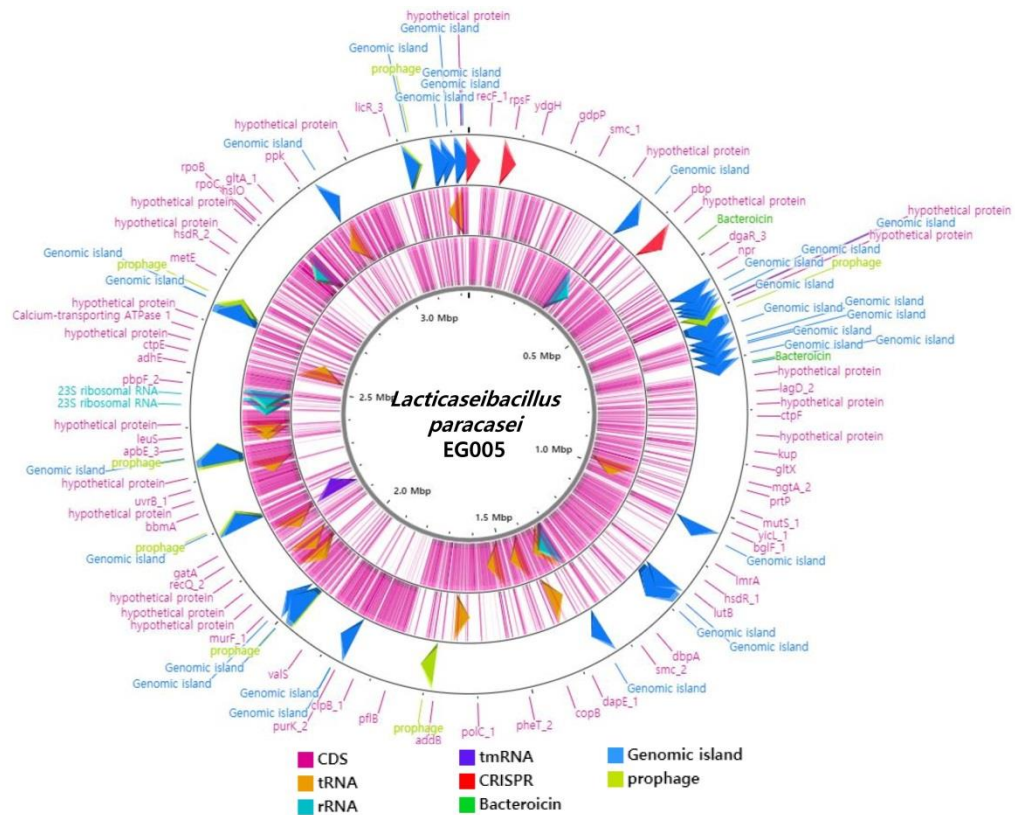 hypothetical protein
Genomic island
Genomic island
prophage
Genomic island
Genomic island
Genomic island
licR_3
hypothetical protein
Genomic island
ppk
gltA_1
rpoB
rpoC
hslO
hypothetical protein
hypothetical protein
hsdR_2
metE
Genomic island
prophage
Genomic island
hypothetical protein
Calcium-transporting ATPase 1
hypothetical protein
ctpE
adhE
pbpF_2
23S ribosomal RNA
23S ribosomal RNA
hypothetical protein
leuS
apbE_3
prophage
Genomic island
hypothetical protein
uvrB_1
hypothetical protein
bbmA
prophage
Genomic island
gatA
recQ_2
hypothetical protein
hypothetical protein
hypothetical protein
murF_1
prophage
Genomic island
Genomic island
valS
Genomic island
clpB_1
Genomic island
purK_2
pflB
prophage
addB
recF_1
rpsF
ydgH
gdpP
smc_1
hypothetical protein
Genomic island
pbp
hypothetical protein
Bacteroicin
dgaR_3
npr
hypothetical protein
Genomic island
hypothetical protein
Genomic island
Genomic island
prophage
Genomic island
Genomic island
Genomic island
Genomic island
Genomic island
Genomic island
Bacteroicin
hypothetical protein
lagD_2
hypothetical protein
ctpF
hypothetical protein
kup
gltX
mgtA_2
prtP
mutS_1
yicL_1
bglF_1
Genomic island
lmrA
hsdR_1
lutB
Genomic island
Genomic island
dbpA
smc_2
Genomic island
dapE_1
copB
pheT_2
polC_1
3.0 Mbp
0.5 Mbp
2.5 Mbp
1.0 Mbp
2.0 Mbp
1.5 Mbp
Lacticaseibacillus
paracasei
EG005
CDS
tRNA
rRNA
tmRNA
CRISPR
Bacteroicin
Genomic island
prophage